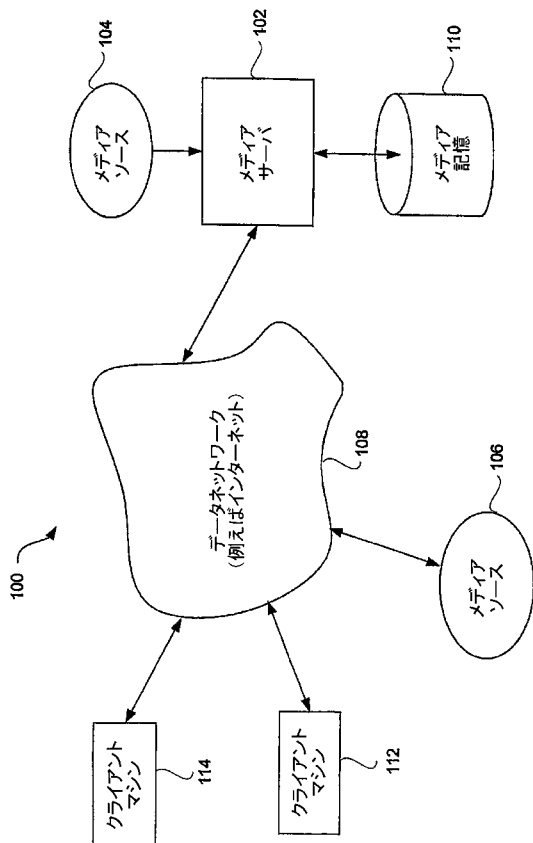 100
クライアント
マシン
114
クライアント
マシン
112
データネットワーク
(例えばインターネット)
108
メディア
ソース
106
メディア
ソース
104
メディア
サーバ
102
メディア
記憶
110